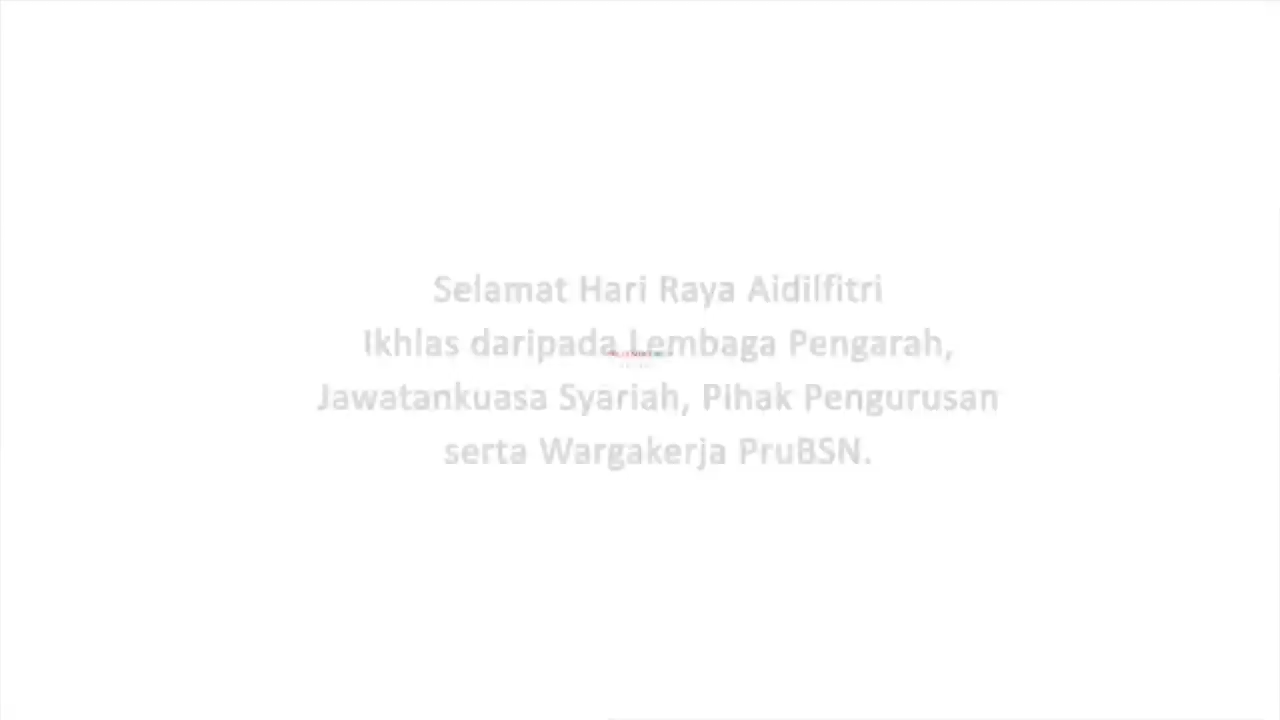 Selamat Hari Raya Aidilfitri
Ikhlas daripada Lembaga Pengarah,
Jawatankuasa Syariah, Pihak Pengurusan
serta Wargakerja PruBSN.